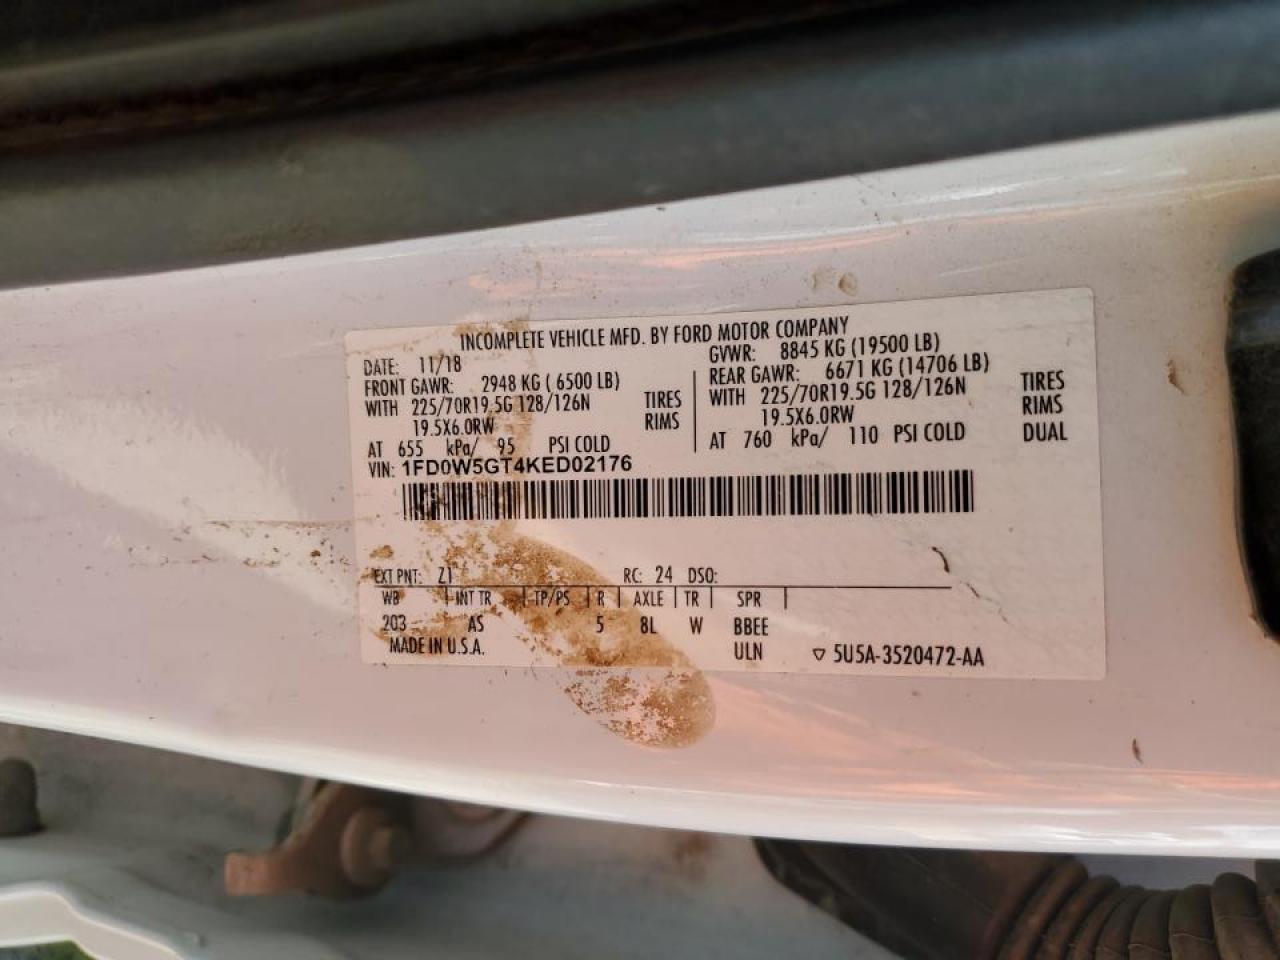 INCOMPLETE VEHICLE MFD. BY FORD MOTOR COMPANY
DATE: 11/18 GVWR: 8845 KG (19500 LB)
FRONT GAWR: 2948 KG ( 6500 LB) REAR GAWR: 6671 KG (14706 LB)
WITH 225/70R19.5G 128/126N TIRES WITH 225/70R19.5G 128/126N TIRES
19.5X6.0RW RIMS 19.5X6.0RW RIMS
AT 655 kPa/ 95 PSI COLD AT 760 kPa/ 110 PSI COLD DUAL
VIN: 1FD0W5GT4KED02176
EXT PNT: Z1 RC: 24 DSO:
WB INT TR TP/PS R AXLE TR SPR
203 AS 5 8L W BBEE
MADE IN U.S.A. ULN ▽ 5U5A-3520472-AA